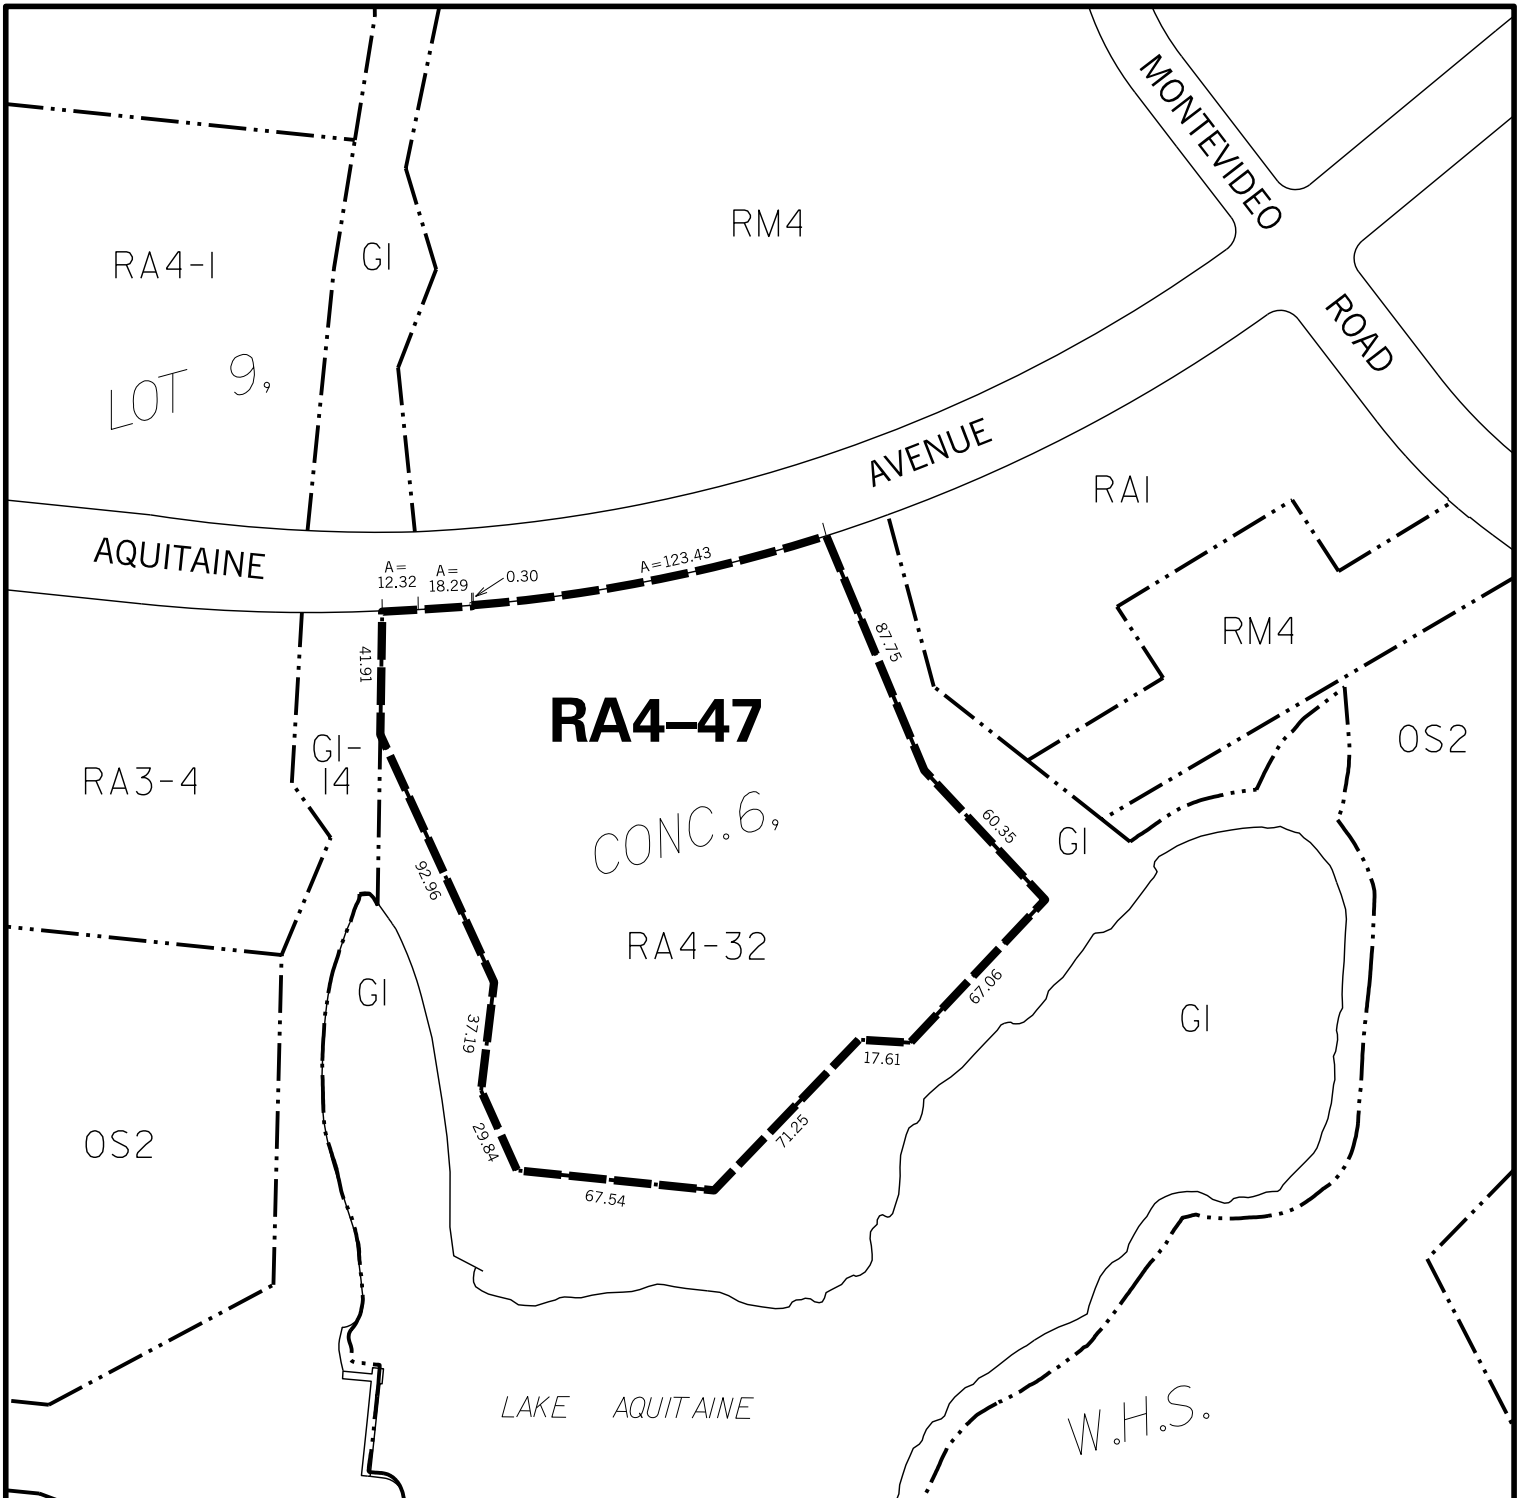 MONTEVIDEO
RM4
GI
RA4-I
ROAD
LOT 9,
AVENUE
RAI
AQUITAINE
A=
12.32
A=
18.29
0.30
A=123.43
87.75
RM4
41.91
RA4–47
GI-
I4
OS2
RA3-4
CONC.6,
60.35
GI
92.96
RA4-32
67.06
GI
GI
37.19
17.61
71.25
29.84
OS2
67.54
LAKE AQUITAINE
W.H.S.